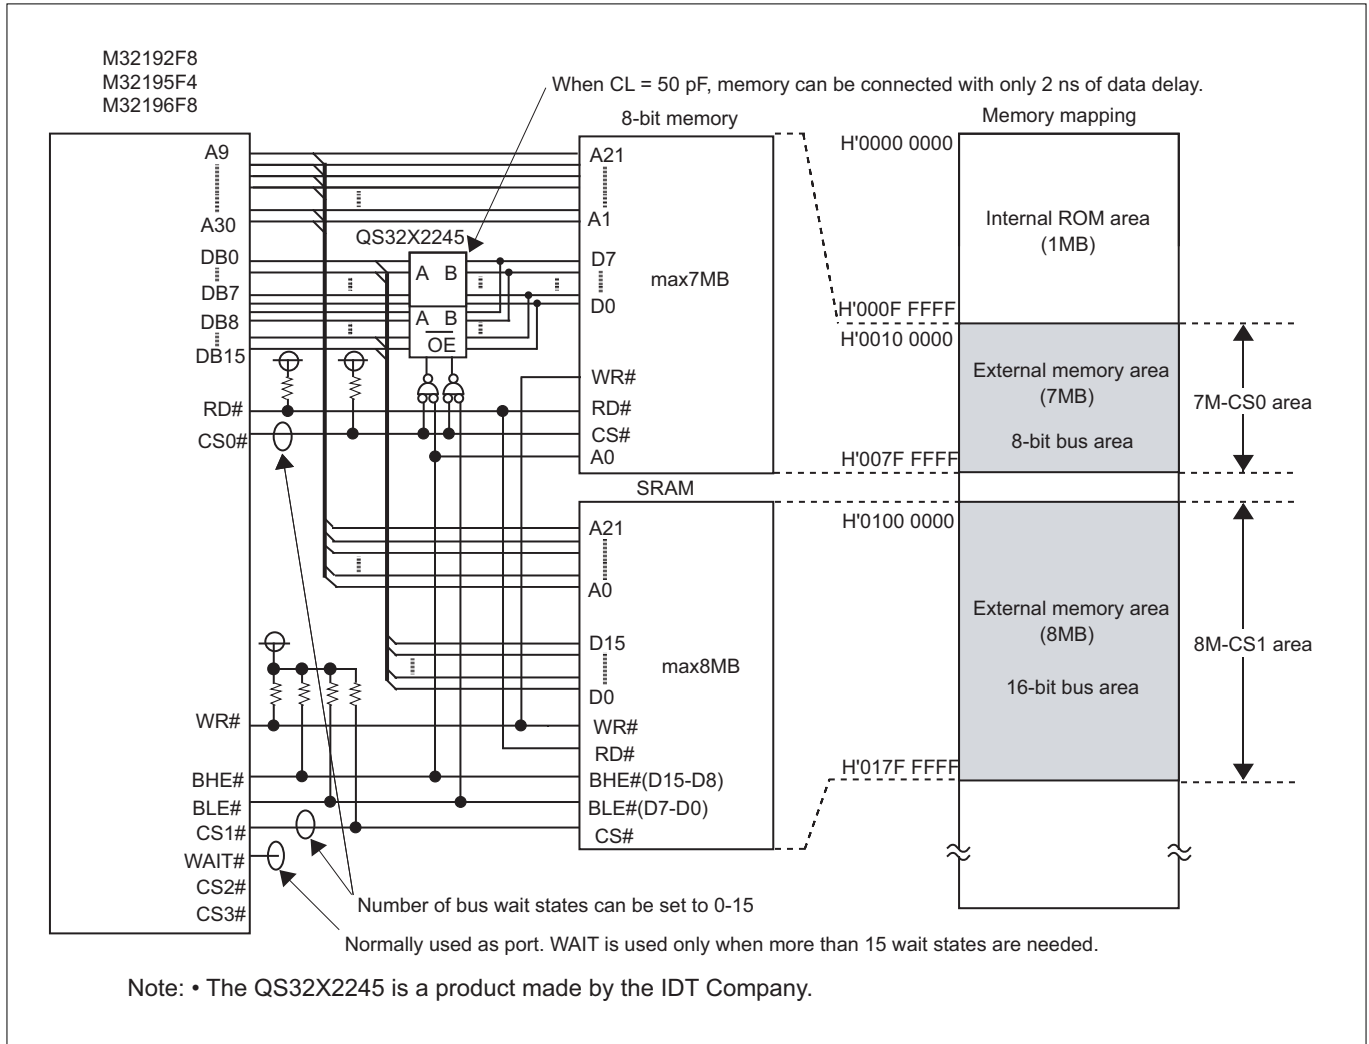 M32192F8
M32195F4
M32196F8
When CL = 50 pF, memory can be connected with only 2 ns of data delay.
8-bit memory
Memory mapping
A9
A30
DB0
DB7
DB8
DB15
RD#
CS0#
WR#
BHE#
BLE#
CS1#
WAIT#
CS2#
CS3#
QS32X2245
A B
A B
OE
A21
A1
D7
D0
max7MB
WR#
RD#
CS#
A0
SRAM
A21
A0
D15
D0
max8MB
WR#
RD#
BHE#(D15-D8)
BLE#(D7-D0)
CS#
H'0000 0000
Internal ROM area
(1MB)
H'000F FFFF
H'0010 0000
External memory area
(7MB)
8-bit bus area
7M-CS0 area
H'007F FFFF
H'0100 0000
External memory area
(8MB)
16-bit bus area
8M-CS1 area
H'017F FFFF
Number of bus wait states can be set to 0-15
Normally used as port. WAIT is used only when more than 15 wait states are needed.
Note: • The QS32X2245 is a product made by the IDT Company.